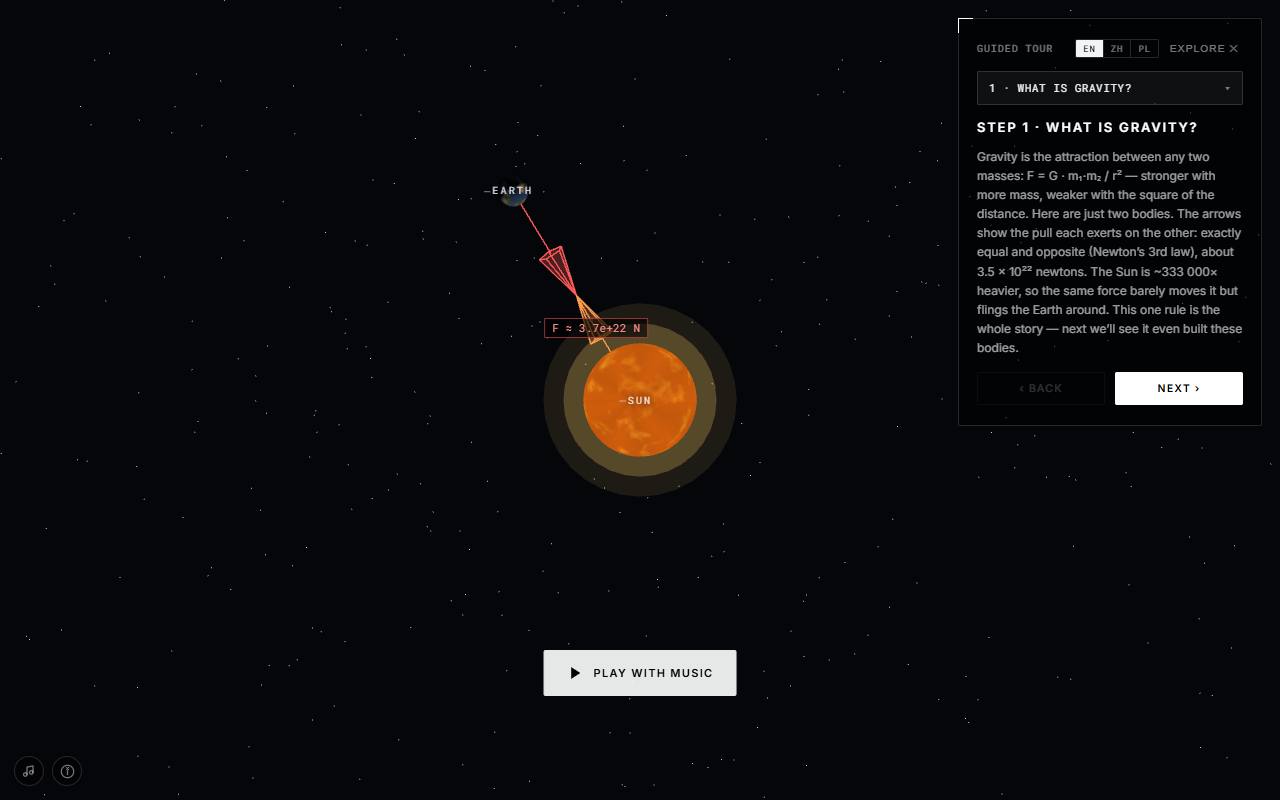 GUIDED TOUR EN ZH PL EXPLORE ✕
1 · WHAT IS GRAVITY?
STEP 1 · WHAT IS GRAVITY?
Gravity is the attraction between any two
masses: F = G · m₁·m₂ / r² — stronger with
more mass, weaker with the square of the
distance. Here are just two bodies. The arrows
show the pull each exerts on the other: exactly
equal and opposite (Newton’s 3rd law), about
3.5 × 10²² newtons. The Sun is ~333 000×
heavier, so the same force barely moves it but
flings the Earth around. This one rule is the
whole story — next we’ll see it even built these
bodies.
‹ BACK NEXT ›
EARTH
F ≈ 3.7e+22 N
SUN
PLAY WITH MUSIC